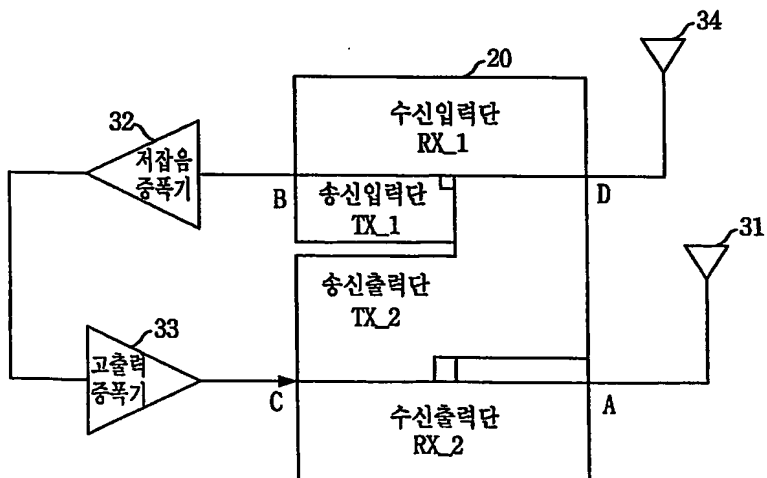 34
20
수신입력단
RX_1
32
저잡음
증폭기
B
송신입력단
TX_1
D
31
송신출력단
TX_2
33
고출력
증폭기
C
A
수신출력단
RX_2